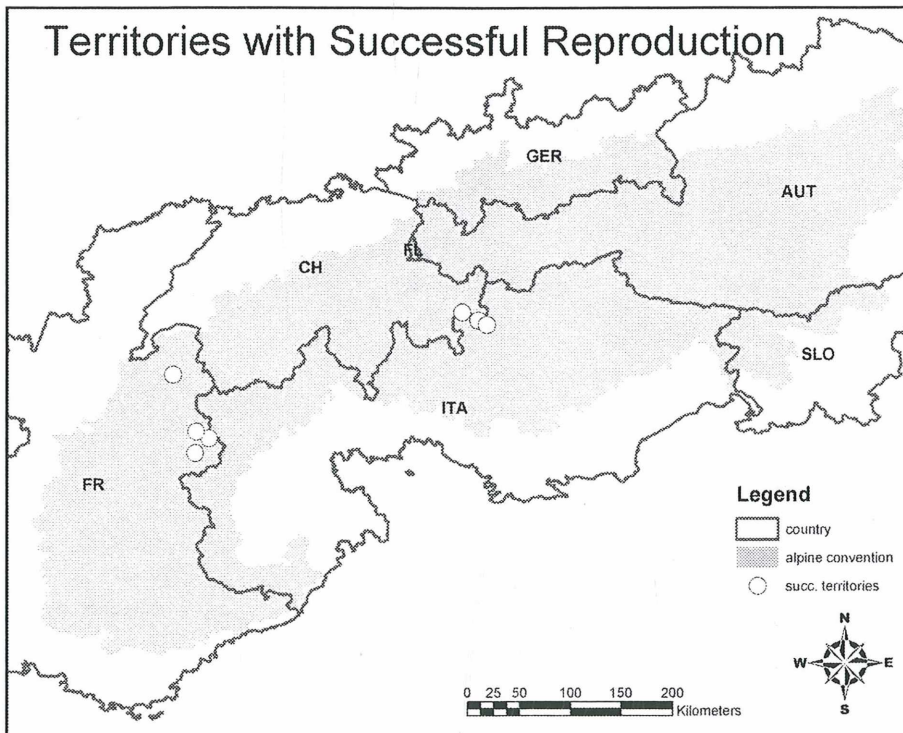 Territories with Successful Reproduction
GER
AUT
FL
CH
SLO
ITA
FR
Legend
country
alpine convention
succ. territories
N
W E
S
0 25 50 100 150 200
Kilometers